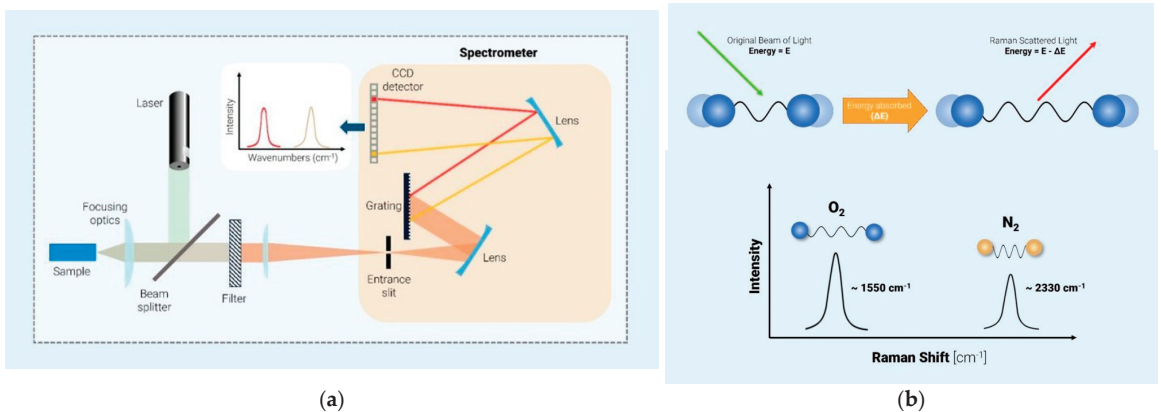 Spectrometer
CCD
detector
Laser
Intensity
Wavenumbers (cm⁻¹)
Lens
Grating
Focusing
optics
Sample
Beam
splitter
Filter
Entrance
slit
Lens
(a)
Original Beam of Light
Energy = E
Raman Scattered Light
Energy = E - ΔE
Energy absorbed
(ΔE)
O₂
N₂
Intensity
~ 1550 cm⁻¹
~ 2330 cm⁻¹
Raman Shift [cm⁻¹]
(b)